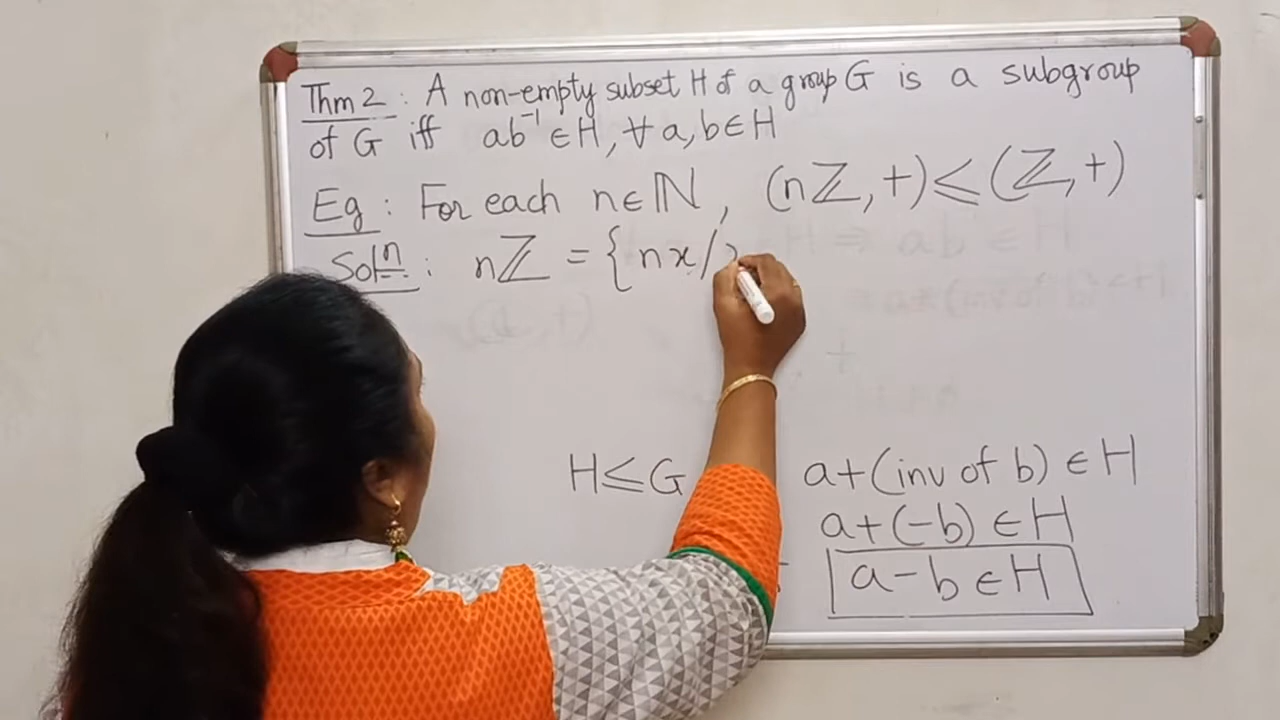 Thm 2 : A non-empty subset H of a group G is a subgroup
of G iff ab⁻¹ ∈ H, ∀ a, b ∈ H
Eg : For each n ∈ ℕ, (nℤ, +) ≤ (ℤ, +)
Solⁿ : nℤ = { nx /
H ≤ G a + (inv of b) ∈ H
a + (-b) ∈ H
a - b ∈ H